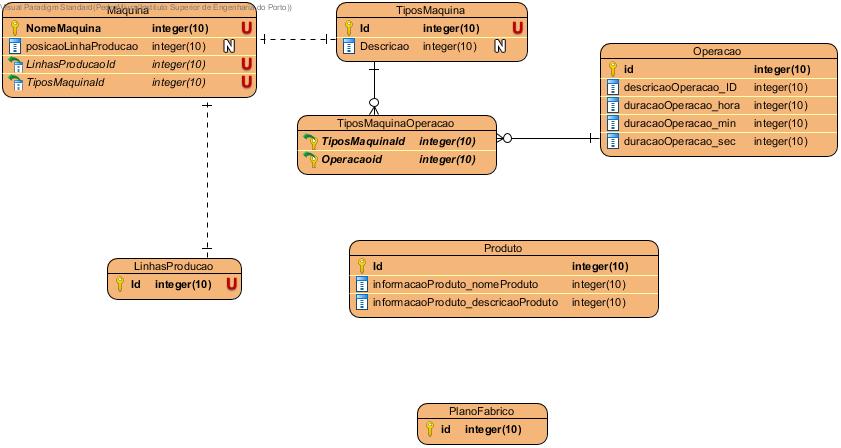 Visual Paradigm Standard(Pedro
Instituto Superior de Engenharia do Porto))
Maquina
NomeMaquina integer(10) U
posicaoLinhaProducao integer(10) N
LinhasProducaoId integer(10) U
TiposMaquinaId integer(10) U
TiposMaquina
Id integer(10) U
Descricao integer(10) N
Operacao
id integer(10)
descricaoOperacao_ID integer(10)
duracaoOperacao_hora integer(10)
duracaoOperacao_min integer(10)
duracaoOperacao_sec integer(10)
TiposMaquinaOperacao
TiposMaquinaId integer(10)
Operacaoid integer(10)
LinhasProducao
Id integer(10) U
Produto
Id integer(10)
informacaoProduto_nomeProduto integer(10)
informacaoProduto_descricaoProduto integer(10)
PlanoFabrico
id integer(10)